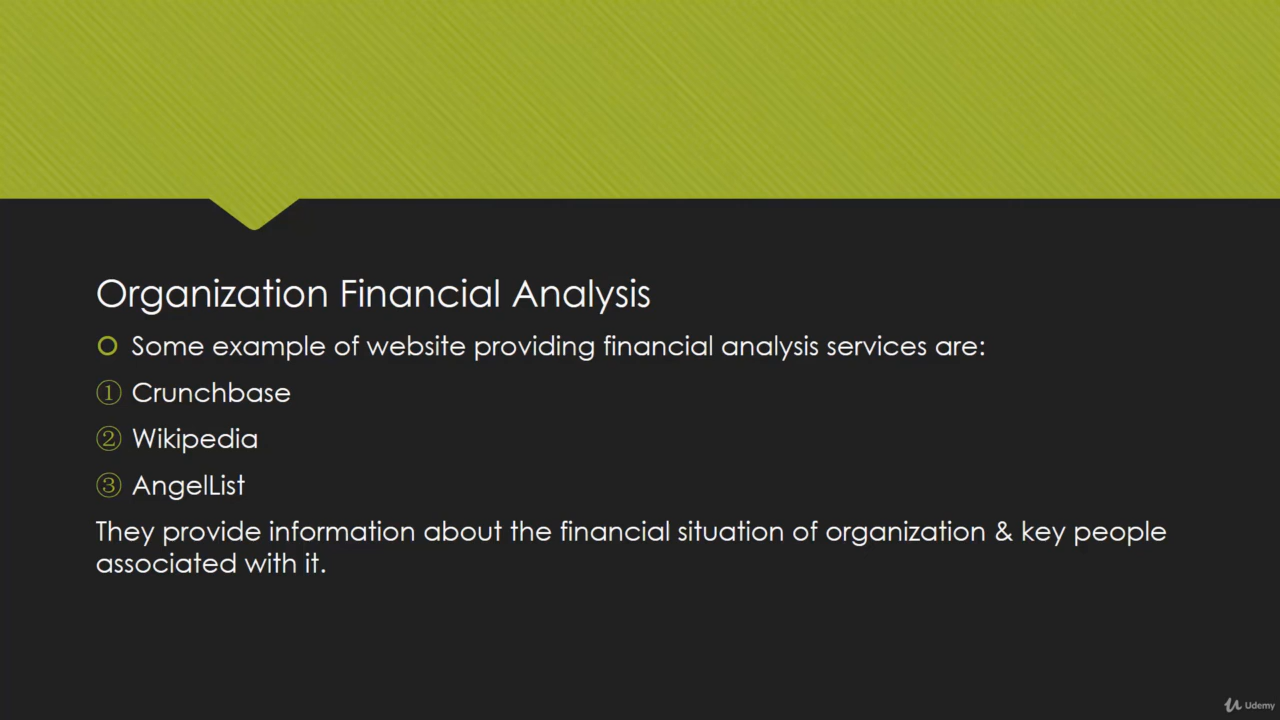 Organization Financial Analysis
Some example of website providing financial analysis services are:
① Crunchbase
② Wikipedia
③ AngelList
They provide information about the financial situation of organization & key people
associated with it.
Udemy